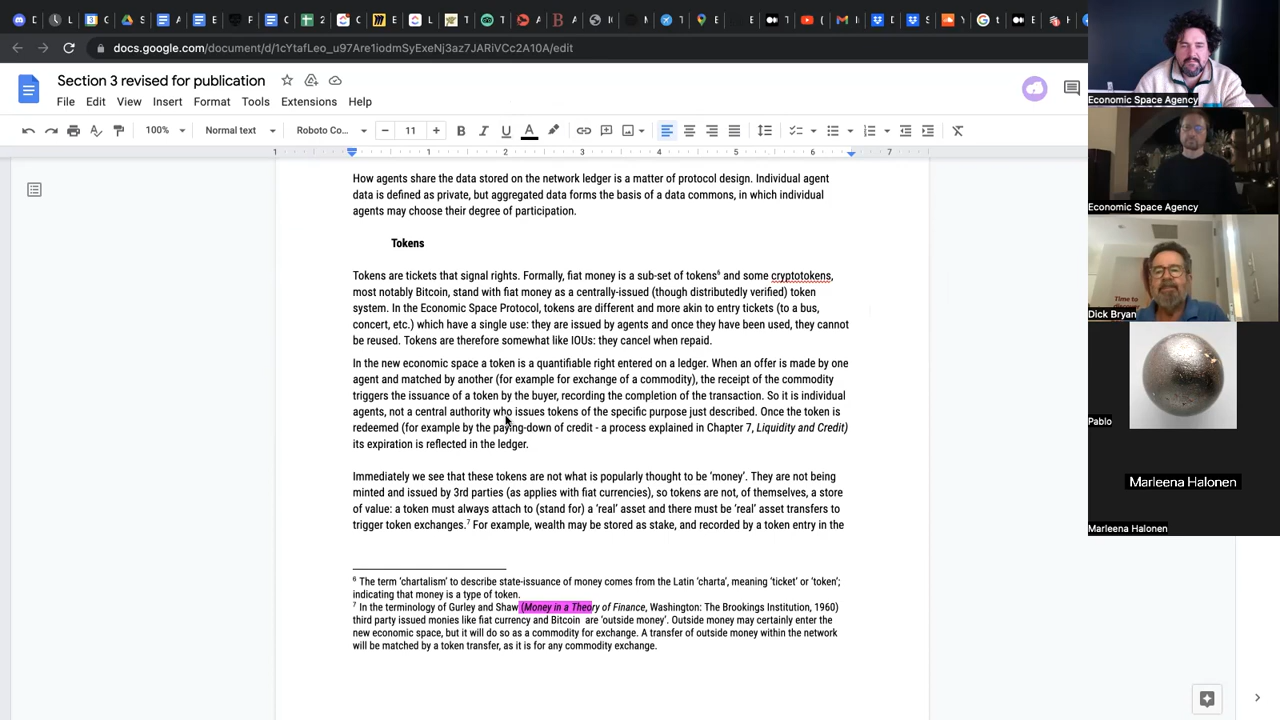 docs.google.com/document/d/1cYtafLeo_u97Are1iodmSyExeNj3az7JARiVCc2A10A/edit
Section 3 revised for publication
File Edit View Insert Format Tools Extensions Help
100% Normal text Roboto Co... 11
1 1 2 3 4 5 6 7
How agents share the data stored on the network ledger is a matter of protocol design. Individual agent
data is defined as private, but aggregated data forms the basis of a data commons, in which individual
agents may choose their degree of participation.
Tokens
Tokens are tickets that signal rights. Formally, fiat money is a sub-set of tokens⁶ and some cryptotokens,
most notably Bitcoin, stand with fiat money as a centrally-issued (though distributedly verified) token
system. In the Economic Space Protocol, tokens are different and more akin to entry tickets (to a bus,
concert, etc.) which have a single use: they are issued by agents and once they have been used, they cannot
be reused. Tokens are therefore somewhat like IOUs: they cancel when repaid.
In the new economic space a token is a quantifiable right entered on a ledger. When an offer is made by one
agent and matched by another (for example for exchange of a commodity), the receipt of the commodity
triggers the issuance of a token by the buyer, recording the completion of the transaction. So it is individual
agents, not a central authority who issues tokens of the specific purpose just described. Once the token is
redeemed (for example by the paying-down of credit - a process explained in Chapter 7, Liquidity and Credit)
its expiration is reflected in the ledger.
Immediately we see that these tokens are not what is popularly thought to be ‘money’. They are not being
minted and issued by 3rd parties (as applies with fiat currencies), so tokens are not, of themselves, a store
of value: a token must always attach to (stand for) a ‘real’ asset and there must be ‘real’ asset transfers to
trigger token exchanges.⁷ For example, wealth may be stored as stake, and recorded by a token entry in the
⁶ The term ‘chartalism’ to describe state-issuance of money comes from the Latin ‘charta’, meaning ‘ticket’ or ‘token’;
indicating that money is a type of token.
⁷ In the terminology of Gurley and Shaw (Money in a Theory of Finance, Washington: The Brookings Institution, 1960)
third party issued monies like fiat currency and Bitcoin are ‘outside money’. Outside money may certainly enter the
new economic space, but it will do so as a commodity for exchange. A transfer of outside money within the network
will be matched by a token transfer, as it is for any commodity exchange.
Economic Space Agency
Economic Space Agency
Time to
Dick Bryan
Pablo
Marleena Halonen
Marleena Halonen